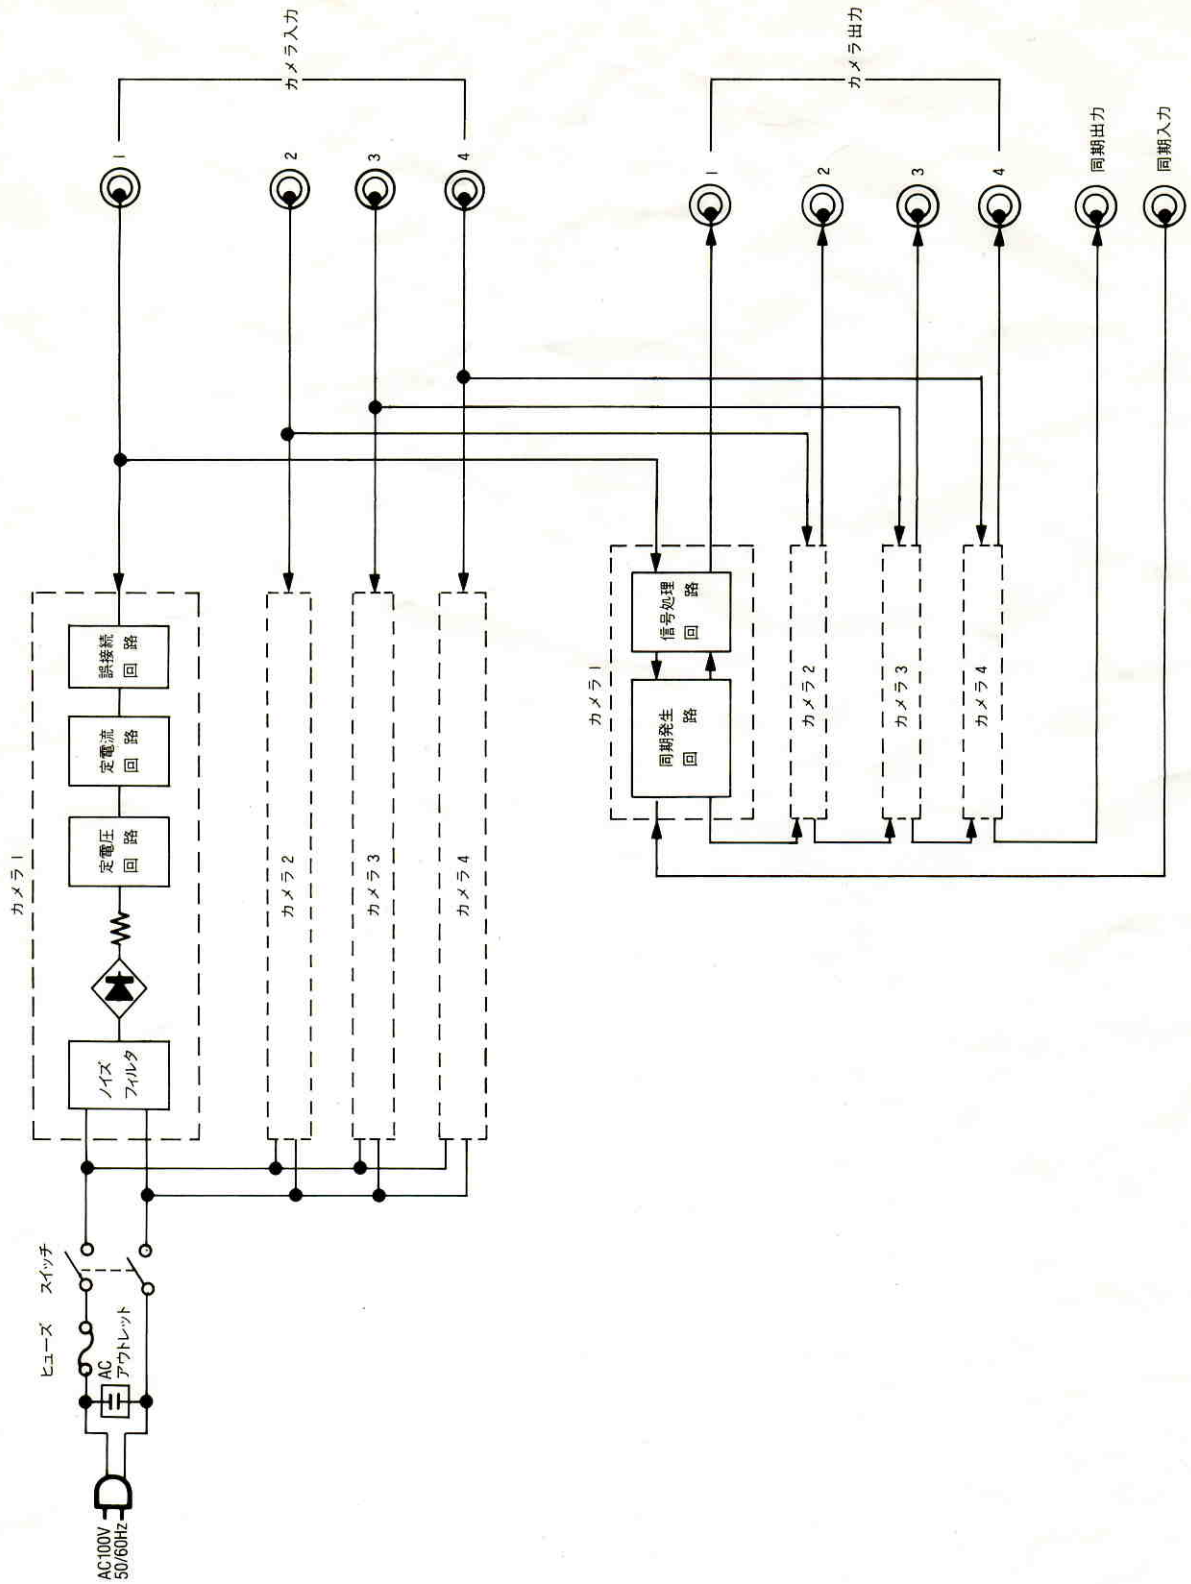 カメラ1
ノイズ
フィルタ
定電圧
回路
定電流
回路
誤接続
回路
カメラ2
カメラ3
カメラ4
ヒューズ
スイッチ
AC
アウトレット
AC100V
50/60Hz
1
2
3
4
カメラ入力
カメラ1
同期発生
回路
信号処理
回路
カメラ2
カメラ3
カメラ4
1
2
3
4
カメラ出力
同期出力
同期入力